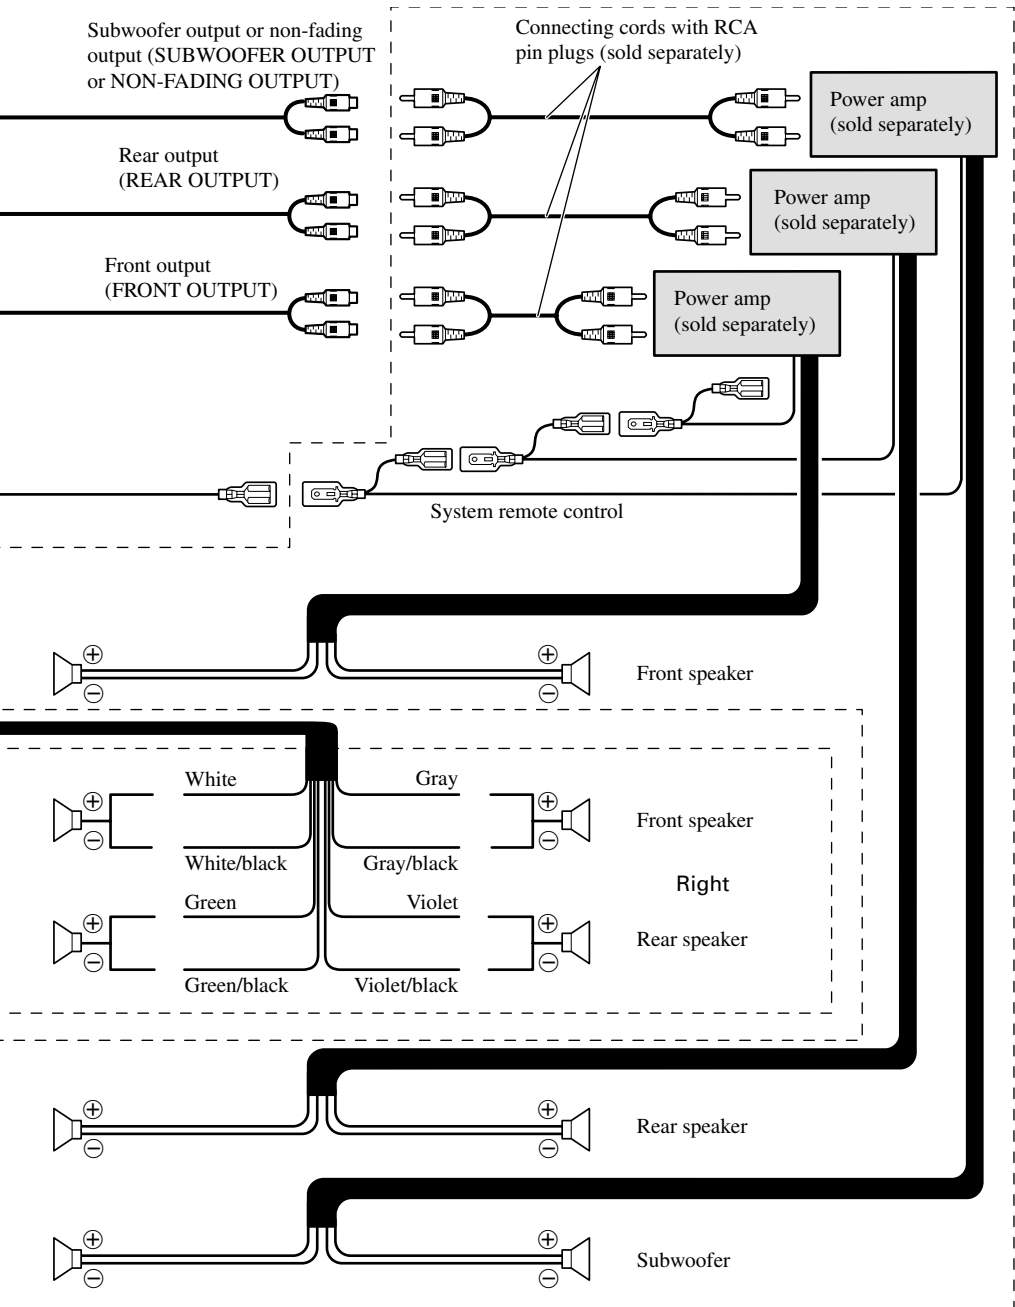 Subwoofer output or non-fading
output (SUBWOOFER OUTPUT
or NON-FADING OUTPUT)
Connecting cords with RCA
pin plugs (sold separately)
Power amp
(sold separately)
Rear output
(REAR OUTPUT)
Power amp
(sold separately)
Front output
(FRONT OUTPUT)
Power amp
(sold separately)
System remote control
⊕ ⊕
Front speaker
⊖ ⊖
White Gray
⊕ ⊕
Front speaker
⊖ ⊖
White/black Gray/black
Right
Green Violet
⊕ ⊕
Rear speaker
⊖ ⊖
Green/black Violet/black
⊕ ⊕
Rear speaker
⊖ ⊖
⊕ ⊕
Subwoofer
⊖ ⊖